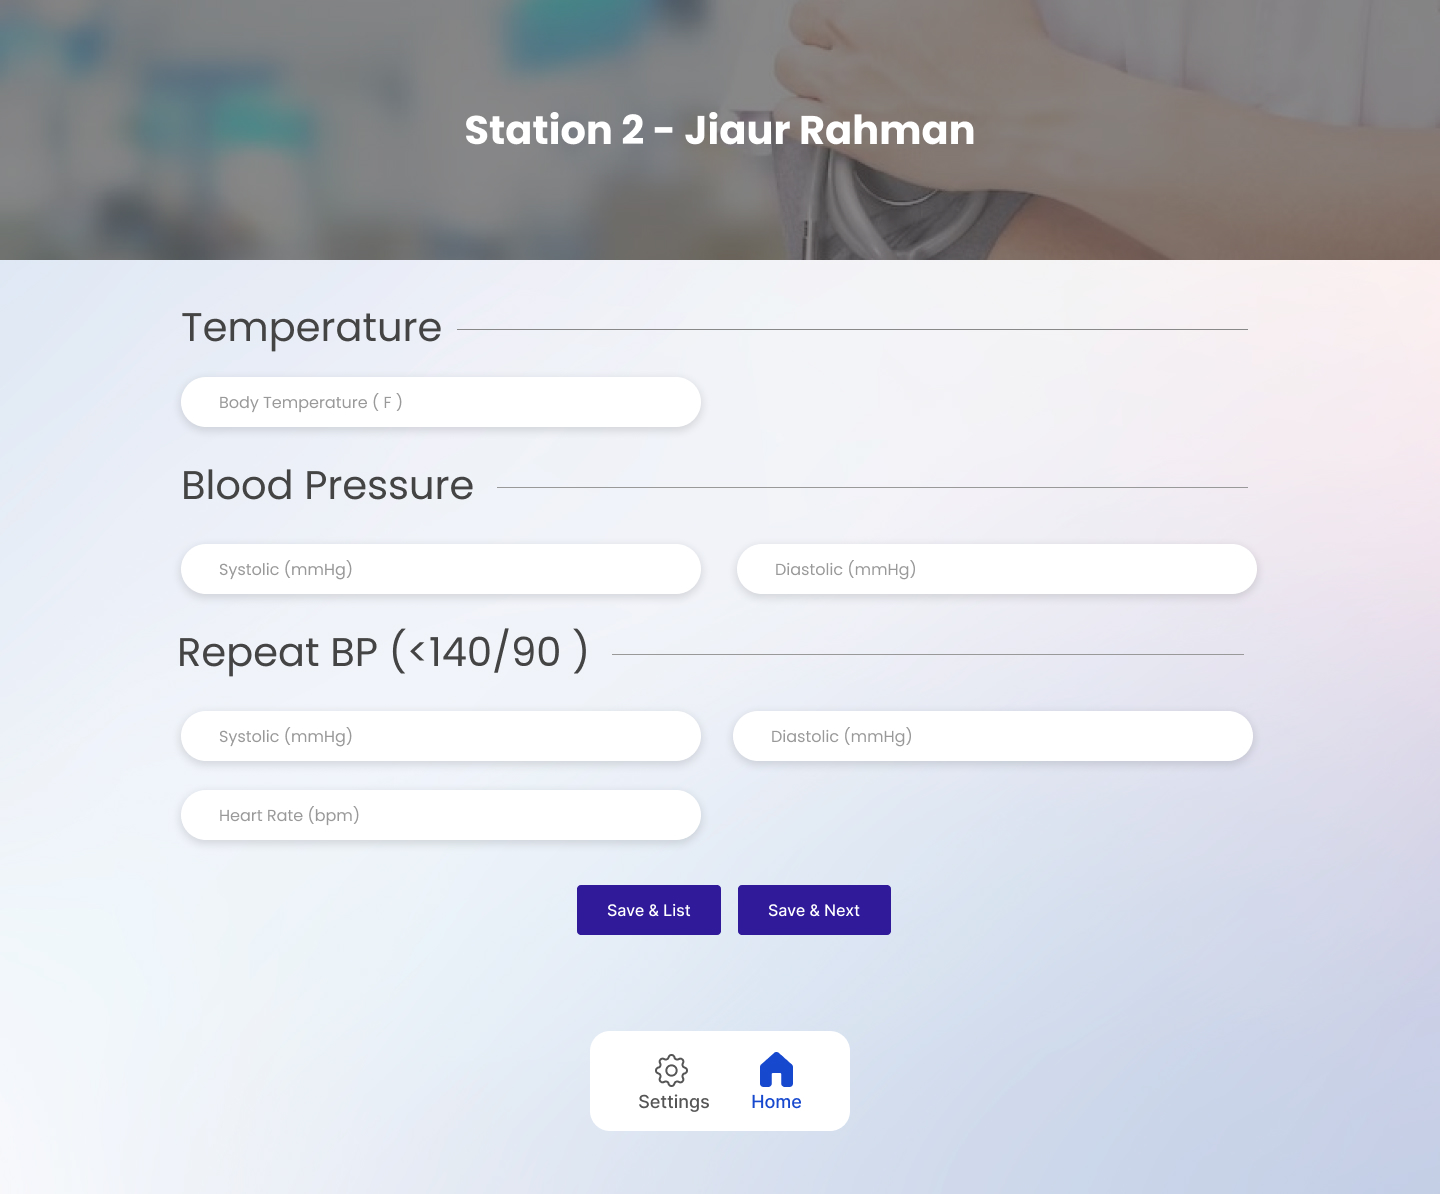 Station 2 - Jiaur Rahman
Temperature
Body Temperature ( F )
Blood Pressure
Systolic (mmHg)
Diastolic (mmHg)
Repeat BP (<140/90 )
Systolic (mmHg)
Diastolic (mmHg)
Heart Rate (bpm)
Save & List
Save & Next
Settings
Home